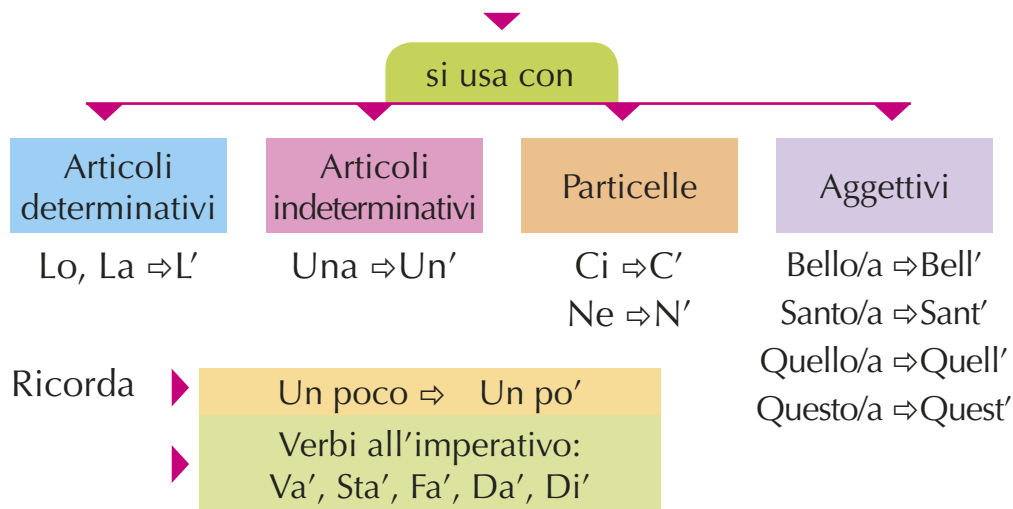 si usa con
Articoli
determinativi
Lo, La ⇨L’
Articoli
indeterminativi
Una ⇨Un’
Particelle
Ci ⇨C’
Ne ⇨N’
Aggettivi
Bello/a ⇨Bell’
Santo/a ⇨Sant’
Quello/a ⇨Quell’
Questo/a ⇨Quest’
Ricorda
Un poco ⇨ Un po’
Verbi all’imperativo:
Va’, Sta’, Fa’, Da’, Di’